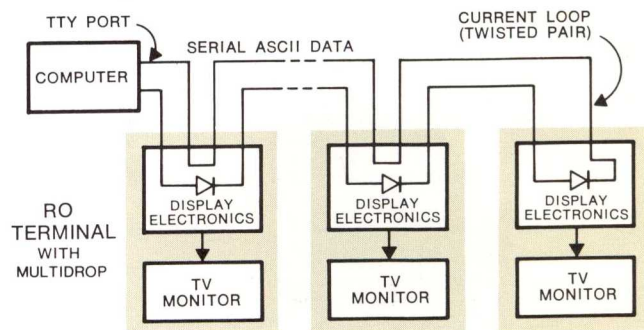 TTY PORT
CURRENT LOOP
(TWISTED PAIR)
SERIAL ASCII DATA
COMPUTER
DISPLAY
ELECTRONICS
DISPLAY
ELECTRONICS
DISPLAY
ELECTRONICS
RO
TERMINAL
WITH
MULTIDROP
TV
MONITOR
TV
MONITOR
TV
MONITOR